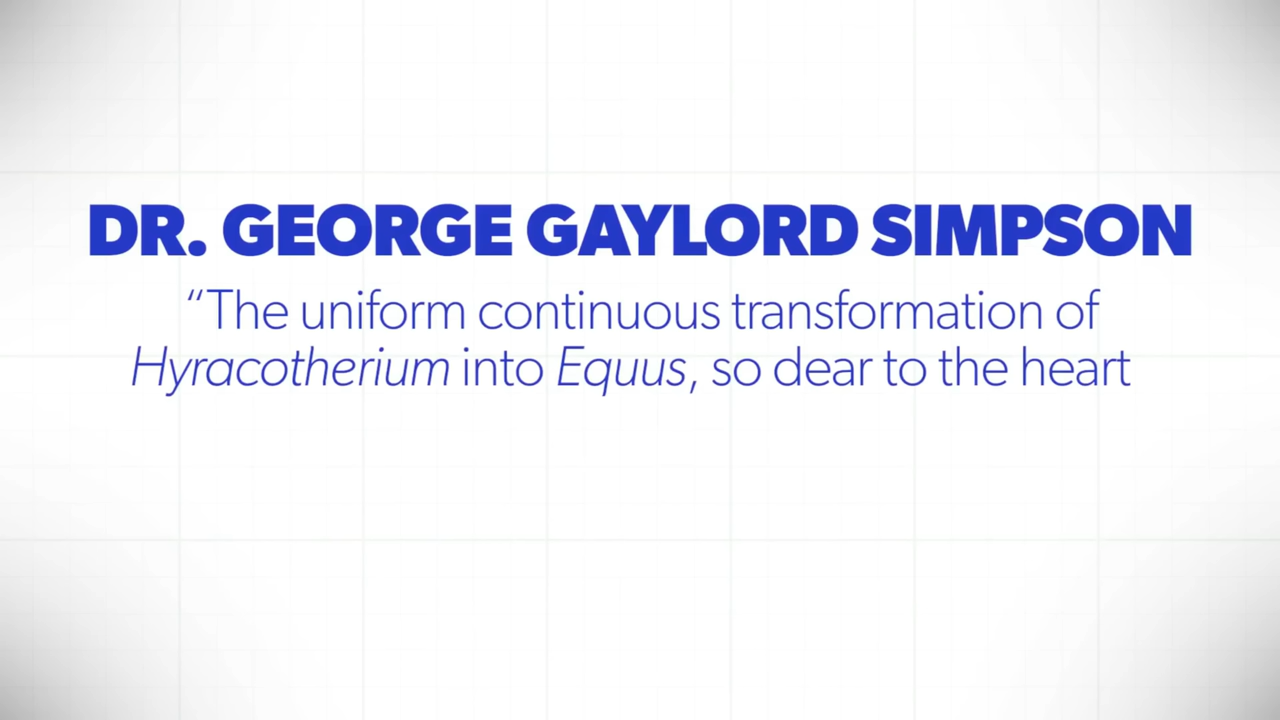 DR. GEORGE GAYLORD SIMPSON
“The uniform continuous transformation of
Hyracotherium into Equus, so dear to the heart